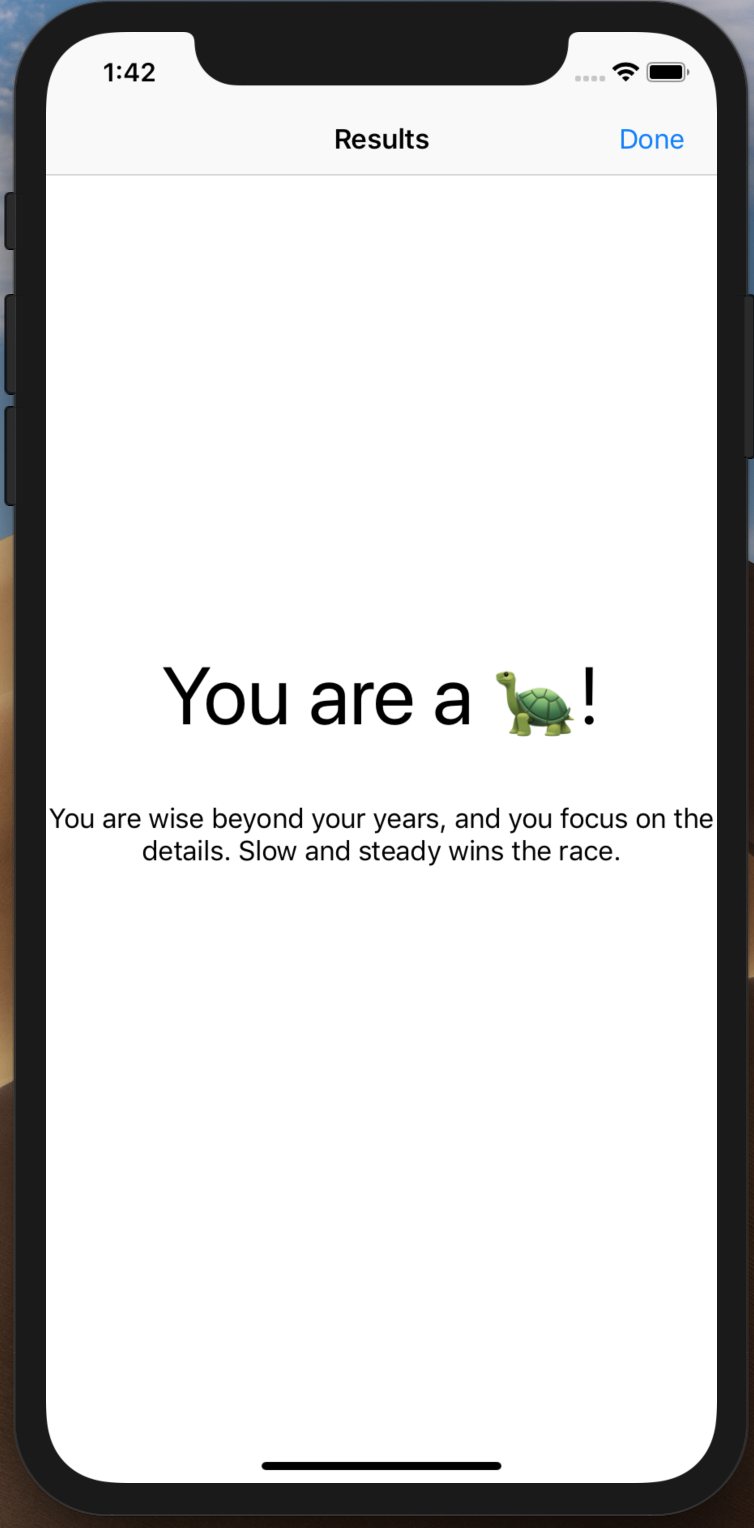 1:42
Results
Done
You are a 🐢!
You are wise beyond your years, and you focus on the
details. Slow and steady wins the race.